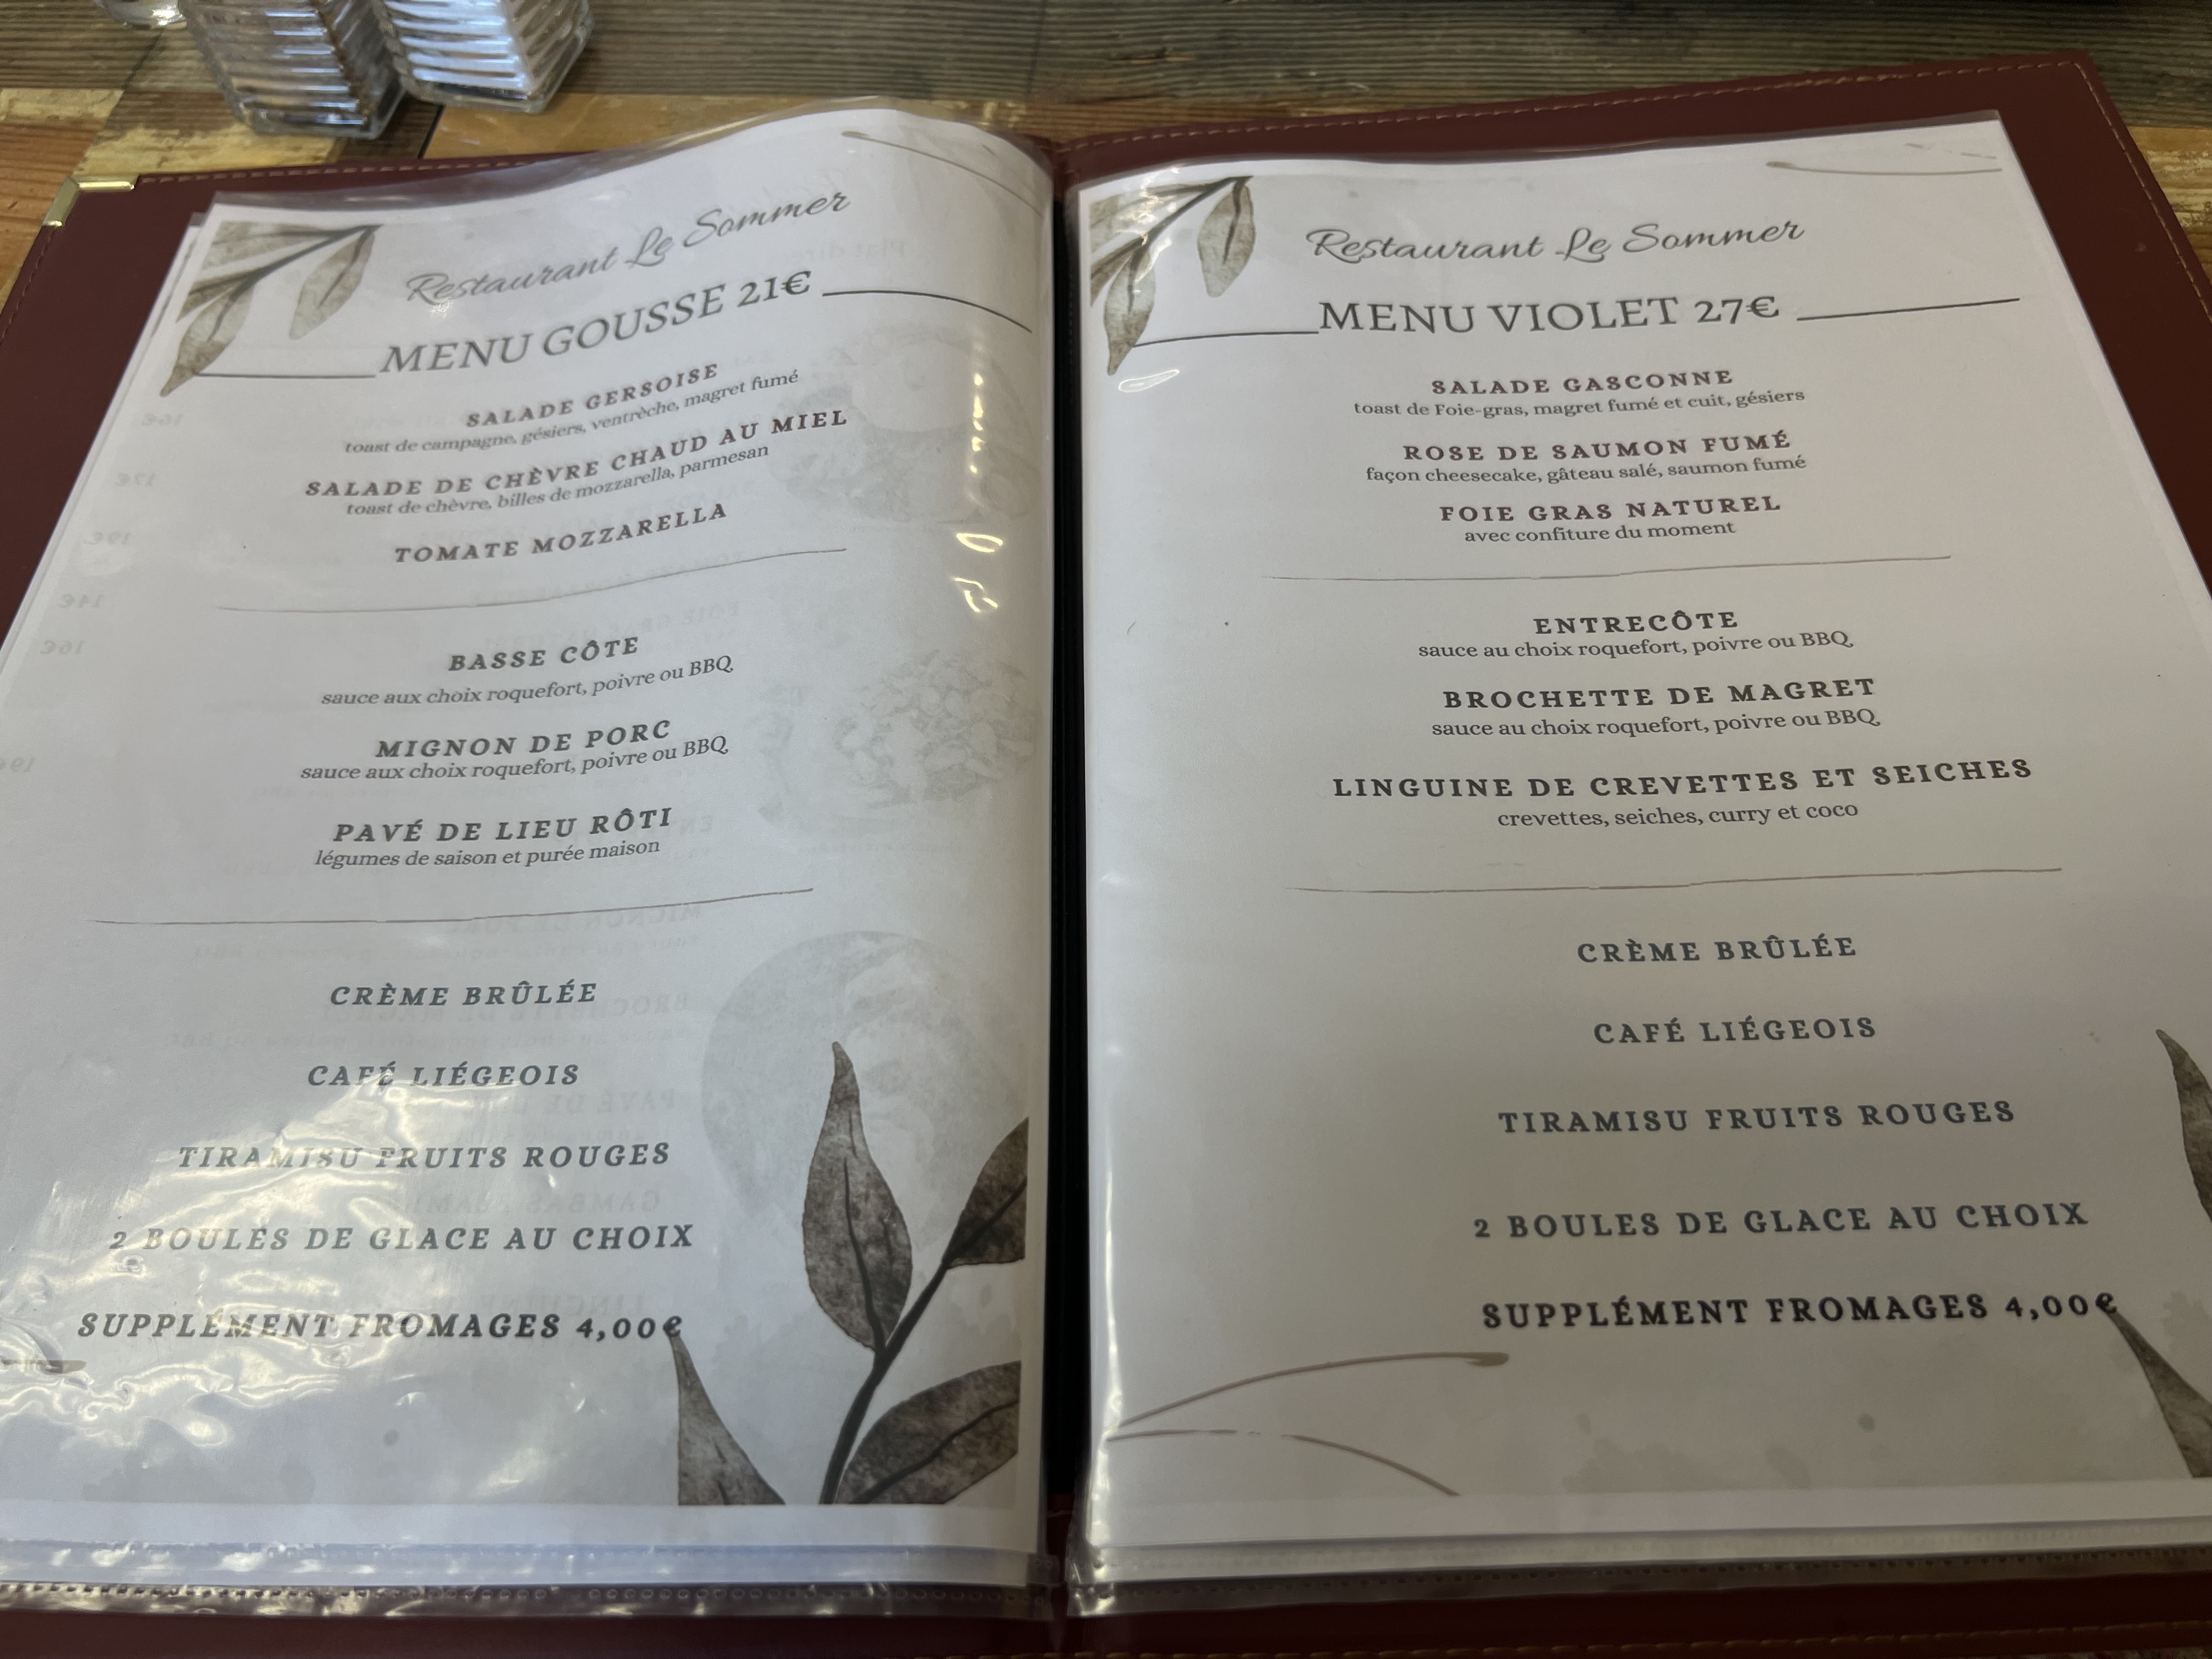 Restaurant Le Sommer
MENU GOUSSE 21€
SALADE GERSOISE
toast de campagne, gésiers, ventrèche, magret fumé
SALADE DE CHÈVRE CHAUD AU MIEL
toast de chèvre, billes de mozzarella, parmesan
TOMATE MOZZARELLA
BASSE CÔTE
sauce aux choix roquefort, poivre ou BBQ
MIGNON DE PORC
sauce aux choix roquefort, poivre ou BBQ
PAVÉ DE LIEU RÔTI
légumes de saison et purée maison
CRÈME BRÛLÉE
CAFÉ LIÉGEOIS
TIRAMISU FRUITS ROUGES
2 BOULES DE GLACE AU CHOIX
SUPPLÉMENT FROMAGES 4,00€
Restaurant Le Sommer
MENU VIOLET 27€
SALADE GASCONNE
toast de Foie-gras, magret fumé et cuit, gésiers
ROSE DE SAUMON FUMÉ
façon cheesecake, gâteau salé, saumon fumé
FOIE GRAS NATUREL
avec confiture du moment
ENTRECÔTE
sauce au choix roquefort, poivre ou BBQ
BROCHETTE DE MAGRET
sauce au choix roquefort, poivre ou BBQ
LINGUINE DE CREVETTES ET SEICHES
crevettes, seiches, curry et coco
CRÈME BRÛLÉE
CAFÉ LIÉGEOIS
TIRAMISU FRUITS ROUGES
2 BOULES DE GLACE AU CHOIX
SUPPLÉMENT FROMAGES 4,00€